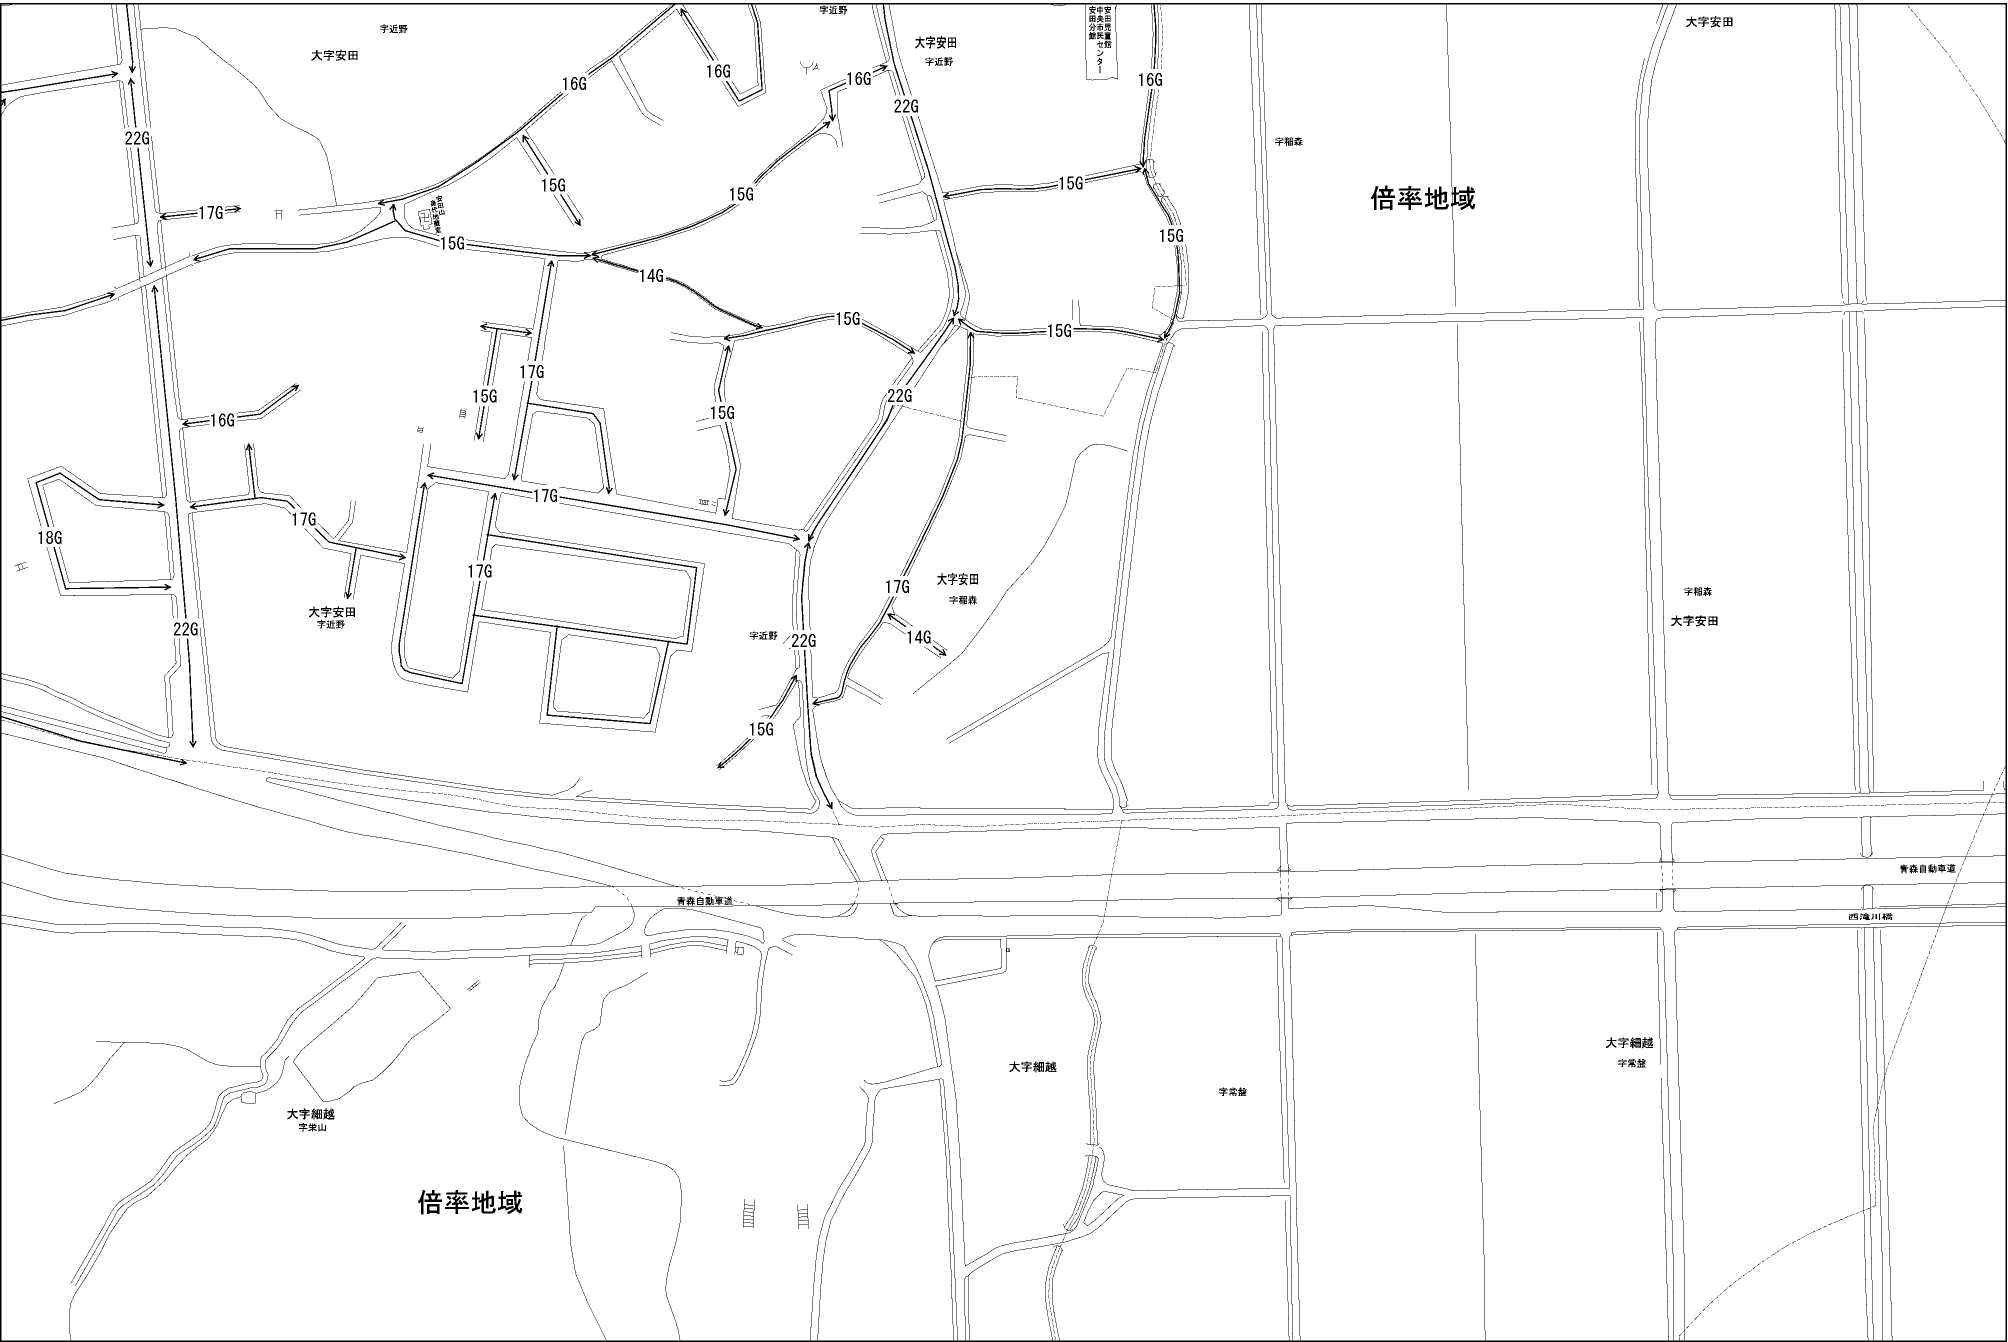 字近野
字近野
安田児童館
中央市民センター
安田分館
大字安田
大字安田
大字安田
字近野
16G
16G
16G
16G
22G
22G
字稲森
15G
15G
15G
倍率地域
17G
安田山
15G
15G
14G
15G
15G
17G
15G
22G
15G
16G
17G
17G
18G
17G
17G
大字安田
字稲森
字稲森
大字安田
字近野
大字安田
22G
字近野
22G
14G
15G
青森自動車道
青森自動車道
西滝川橋
大字細越
字常盤
大字細越
字常盤
大字細越
字栄山
倍率地域